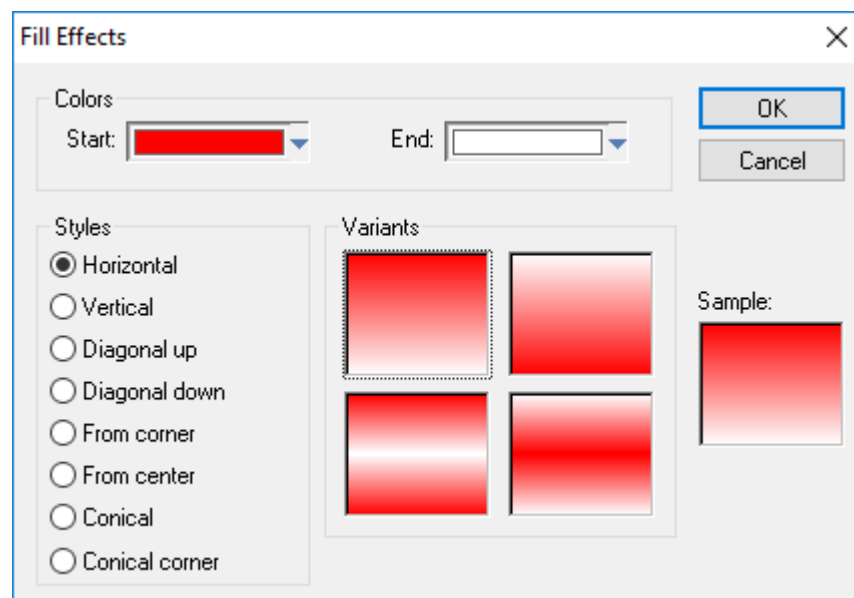 Fill Effects
Colors
Start:
End:
OK
Cancel
Styles
Horizontal
Vertical
Diagonal up
Diagonal down
From corner
From center
Conical
Conical corner
Variants
Sample: